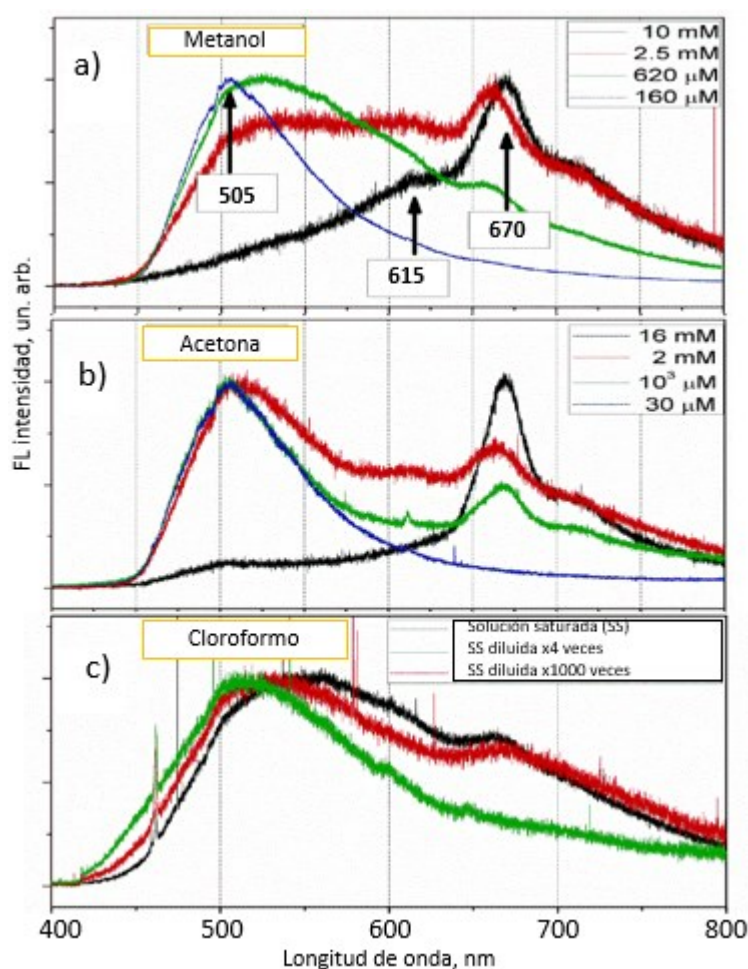 a)
Metanol
10 mM
2.5 mM
620 µM
160 µM
505
615
670
b)
Acetona
16 mM
2 mM
10³ µM
30 µM
FL intensidad, un. arb.
c)
Cloroformo
Solución saturada (SS)
SS diluida x4 veces
SS diluida x1000 veces
400 500 600 700 800
Longitud de onda, nm